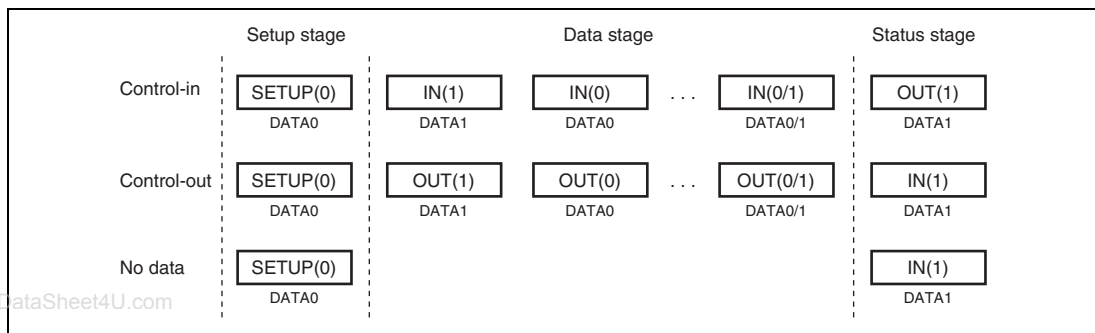 Setup stage Data stage Status stage
Control-in SETUP(0) IN(1) IN(0) . . . IN(0/1) OUT(1)
DATA0 DATA1 DATA0 DATA0/1 DATA1
Control-out SETUP(0) OUT(1) OUT(0) . . . OUT(0/1) IN(1)
DATA0 DATA1 DATA0 DATA0/1 DATA1
No data SETUP(0) IN(1)
DATA0 DATA1
DataSheet4U.com